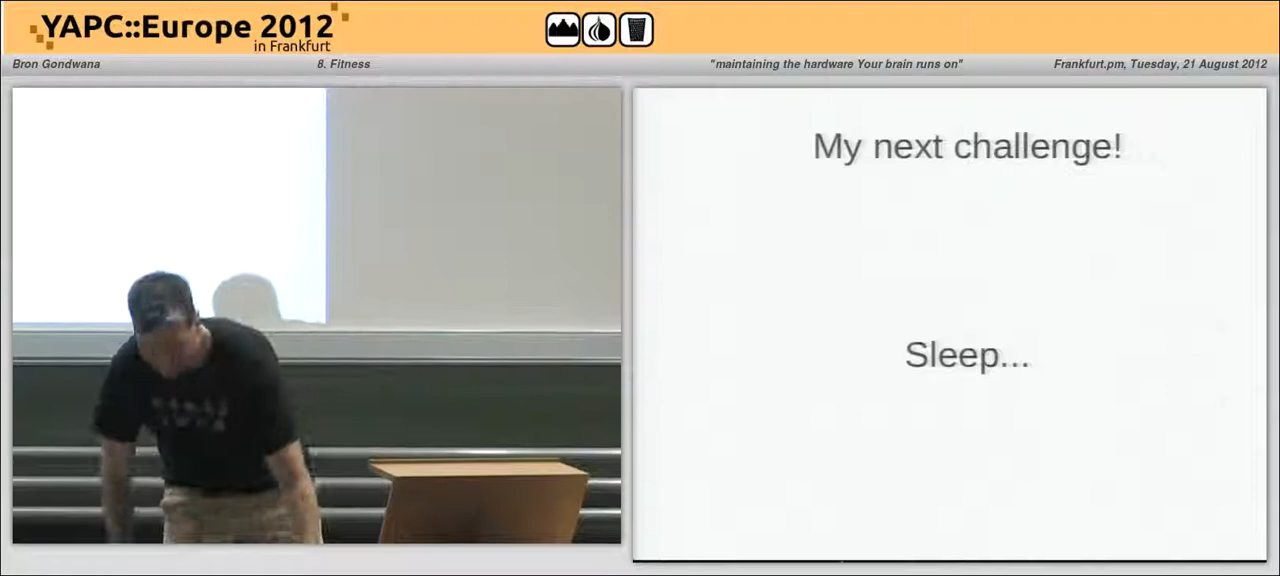 YAPC::Europe 2012
in Frankfurt
Bron Gondwana 8. Fitness "maintaining the hardware Your brain runs on" Frankfurt.pm, Tuesday, 21 August 2012
My next challenge!
Sleep...